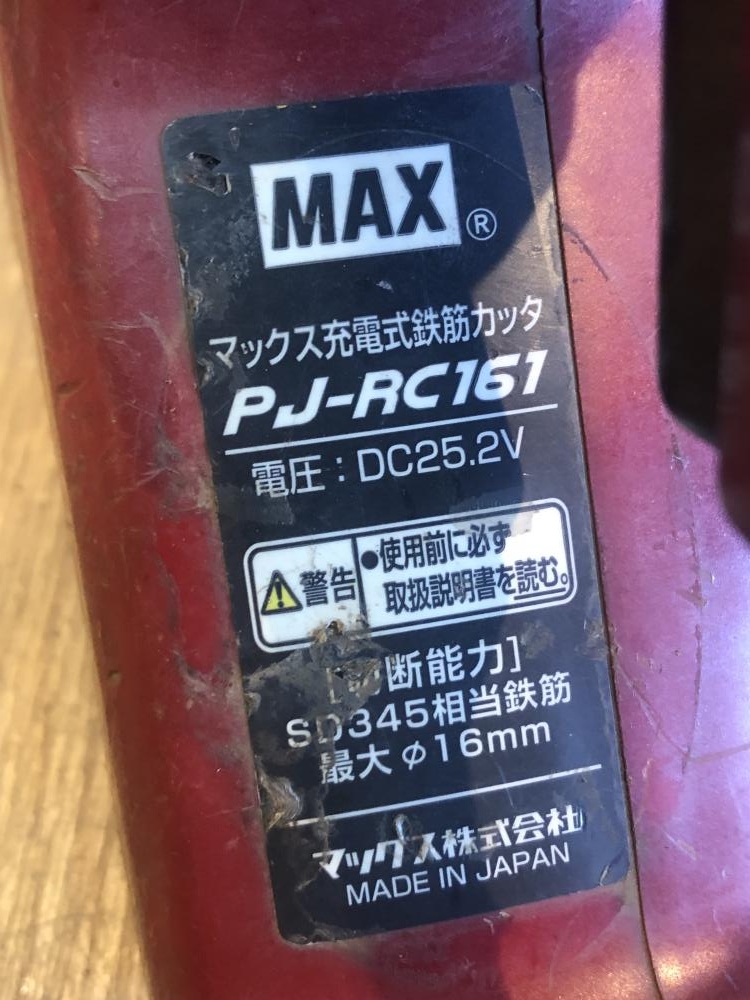 MAX®
マックス充電式鉄筋カッタ
PJ-RC161
電圧：DC25.2V
警告
●使用前に必ず
取扱説明書を読む。
断能力]
SD345相当鉄筋
最大φ16mm
マックス株式会社
MADE IN JAPAN